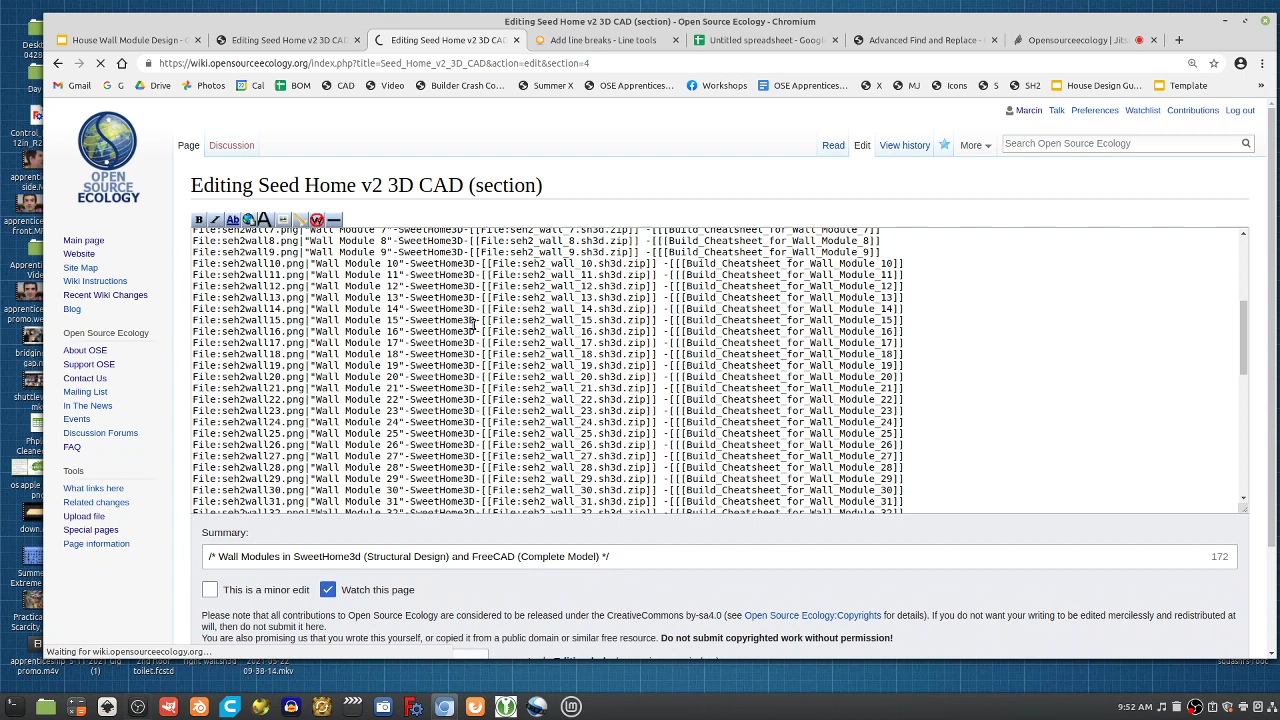 Editing Seed Home v2 3D CAD (section) - Open Source Ecology - Chromium
House Wall Module Design - G
Editing Seed Home v2 3D CAD
Editing Seed Home v2 3D CAD
Add line breaks - Line tools
Untitled spreadsheet - Google
Advanced Find and Replace -
Opensourceecology | Jits
https://wiki.opensourceecology.org/index.php?title=Seed_Home_v2_3D_CAD&action=edit&section=4
Gmail G Cal Drive Photos BOM CAD Video Builder Crash Co... Summer X OSE Apprentices... Workshops OSE Apprentices... X MJ Icons S SH2 House Design Gu... Template
Marcin Talk Preferences Watchlist Contributions Log out
Page Discussion Read Edit View history More Search Open Source Ecology
OPEN SOURCE ECOLOGY
Editing Seed Home v2 3D CAD (section)
Main page
Website
Site Map
Wiki Instructions
Recent Wiki Changes
Blog
Open Source Ecology
About OSE
Support OSE
Contact Us
Mailing List
In The News
Events
Discussion Forums
FAQ
Tools
What links here
Related changes
Upload file
Special pages
Page information
File:seh2wall7.png|"Wall Module 7"-SweetHome3D-[[File:seh2_wall_7.sh3d.zip]] -[[[Build_Cheatsheet_for_Wall_Module_7]]
File:seh2wall8.png|"Wall Module 8"-SweetHome3D-[[File:seh2_wall_8.sh3d.zip]] -[[[Build_Cheatsheet_for_Wall_Module_8]]
File:seh2wall9.png|"Wall Module 9"-SweetHome3D-[[File:seh2_wall_9.sh3d.zip]] -[[[Build_Cheatsheet_for_Wall_Module_9]]
File:seh2wall10.png|"Wall Module 10"-SweetHome3D-[[File:seh2_wall_10.sh3d.zip]] -[[[Build_Cheatsheet_for_Wall_Module_10]]
File:seh2wall11.png|"Wall Module 11"-SweetHome3D-[[File:seh2_wall_11.sh3d.zip]] -[[[Build_Cheatsheet_for_Wall_Module_11]]
File:seh2wall12.png|"Wall Module 12"-SweetHome3D-[[File:seh2_wall_12.sh3d.zip]] -[[[Build_Cheatsheet_for_Wall_Module_12]]
File:seh2wall13.png|"Wall Module 13"-SweetHome3D-[[File:seh2_wall_13.sh3d.zip]] -[[[Build_Cheatsheet_for_Wall_Module_13]]
File:seh2wall14.png|"Wall Module 14"-SweetHome3D-[[File:seh2_wall_14.sh3d.zip]] -[[[Build_Cheatsheet_for_Wall_Module_14]]
File:seh2wall15.png|"Wall Module 15"-SweetHome3D-[[File:seh2_wall_15.sh3d.zip]] -[[[Build_Cheatsheet_for_Wall_Module_15]]
File:seh2wall16.png|"Wall Module 16"-SweetHome3D-[[File:seh2_wall_16.sh3d.zip]] -[[[Build_Cheatsheet_for_Wall_Module_16]]
File:seh2wall17.png|"Wall Module 17"-SweetHome3D-[[File:seh2_wall_17.sh3d.zip]] -[[[Build_Cheatsheet_for_Wall_Module_17]]
File:seh2wall18.png|"Wall Module 18"-SweetHome3D-[[File:seh2_wall_18.sh3d.zip]] -[[[Build_Cheatsheet_for_Wall_Module_18]]
File:seh2wall19.png|"Wall Module 19"-SweetHome3D-[[File:seh2_wall_19.sh3d.zip]] -[[[Build_Cheatsheet_for_Wall_Module_19]]
File:seh2wall20.png|"Wall Module 20"-SweetHome3D-[[File:seh2_wall_20.sh3d.zip]] -[[[Build_Cheatsheet_for_Wall_Module_20]]
File:seh2wall21.png|"Wall Module 21"-SweetHome3D-[[File:seh2_wall_21.sh3d.zip]] -[[[Build_Cheatsheet_for_Wall_Module_21]]
File:seh2wall22.png|"Wall Module 22"-SweetHome3D-[[File:seh2_wall_22.sh3d.zip]] -[[[Build_Cheatsheet_for_Wall_Module_22]]
File:seh2wall23.png|"Wall Module 23"-SweetHome3D-[[File:seh2_wall_23.sh3d.zip]] -[[[Build_Cheatsheet_for_Wall_Module_23]]
File:seh2wall24.png|"Wall Module 24"-SweetHome3D-[[File:seh2_wall_24.sh3d.zip]] -[[[Build_Cheatsheet_for_Wall_Module_24]]
File:seh2wall25.png|"Wall Module 25"-SweetHome3D-[[File:seh2_wall_25.sh3d.zip]] -[[[Build_Cheatsheet_for_Wall_Module_25]]
File:seh2wall26.png|"Wall Module 26"-SweetHome3D-[[File:seh2_wall_26.sh3d.zip]] -[[[Build_Cheatsheet_for_Wall_Module_26]]
File:seh2wall27.png|"Wall Module 27"-SweetHome3D-[[File:seh2_wall_27.sh3d.zip]] -[[[Build_Cheatsheet_for_Wall_Module_27]]
File:seh2wall28.png|"Wall Module 28"-SweetHome3D-[[File:seh2_wall_28.sh3d.zip]] -[[[Build_Cheatsheet_for_Wall_Module_28]]
File:seh2wall29.png|"Wall Module 29"-SweetHome3D-[[File:seh2_wall_29.sh3d.zip]] -[[[Build_Cheatsheet_for_Wall_Module_29]]
File:seh2wall30.png|"Wall Module 30"-SweetHome3D-[[File:seh2_wall_30.sh3d.zip]] -[[[Build_Cheatsheet_for_Wall_Module_30]]
File:seh2wall31.png|"Wall Module 31"-SweetHome3D-[[File:seh2_wall_31.sh3d.zip]] -[[[Build_Cheatsheet_for_Wall_Module_31]]
File:seh2wall32.png|"Wall Module 32"-SweetHome3D-[[File:seh2_wall_32.sh3d.zip]] -[[[Build_Cheatsheet_for_Wall_Module_32]]
Summary:
/* Wall Modules in SweetHome3d (Structural Design) and FreeCAD (Complete Model) */ 172
This is a minor edit Watch this page
Please note that all contributions to Open Source Ecology are considered to be released under the CreativeCommons by-sa4.0 (see Open Source Ecology:Copyrights for details). If you do not want your writing to be edited mercilessly and redistributed at
will, then do not submit it here.
You are also promising us that you wrote this yourself, or copied it from a public domain or similar free resource. Do not submit copyrighted work without permission!
Waiting for wiki.opensourceecology.org...
9:52 AM